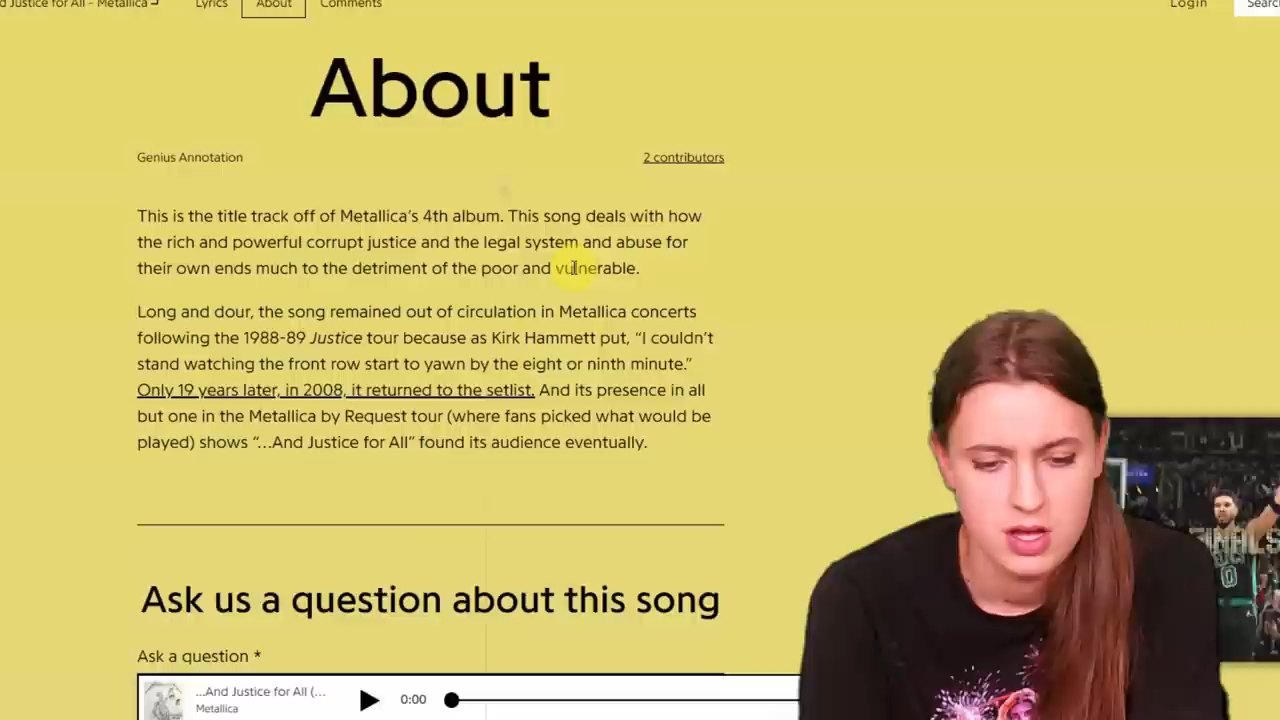 d Justice for All - Metallica
Lyrics
About
Comments
Login
Searc
About
Genius Annotation
2 contributors
This is the title track off of Metallica's 4th album. This song deals with how
the rich and powerful corrupt justice and the legal system and abuse for
their own ends much to the detriment of the poor and vulnerable.
Long and dour, the song remained out of circulation in Metallica concerts
following the 1988-89 Justice tour because as Kirk Hammett put, “I couldn’t
stand watching the front row start to yawn by the eight or ninth minute.”
Only 19 years later, in 2008, it returned to the setlist. And its presence in all
but one in the Metallica by Request tour (where fans picked what would be
played) shows “…And Justice for All” found its audience eventually.
Ask us a question about this song
Ask a question *
...And Justice for All (...
Metallica
0:00
FINALS
0